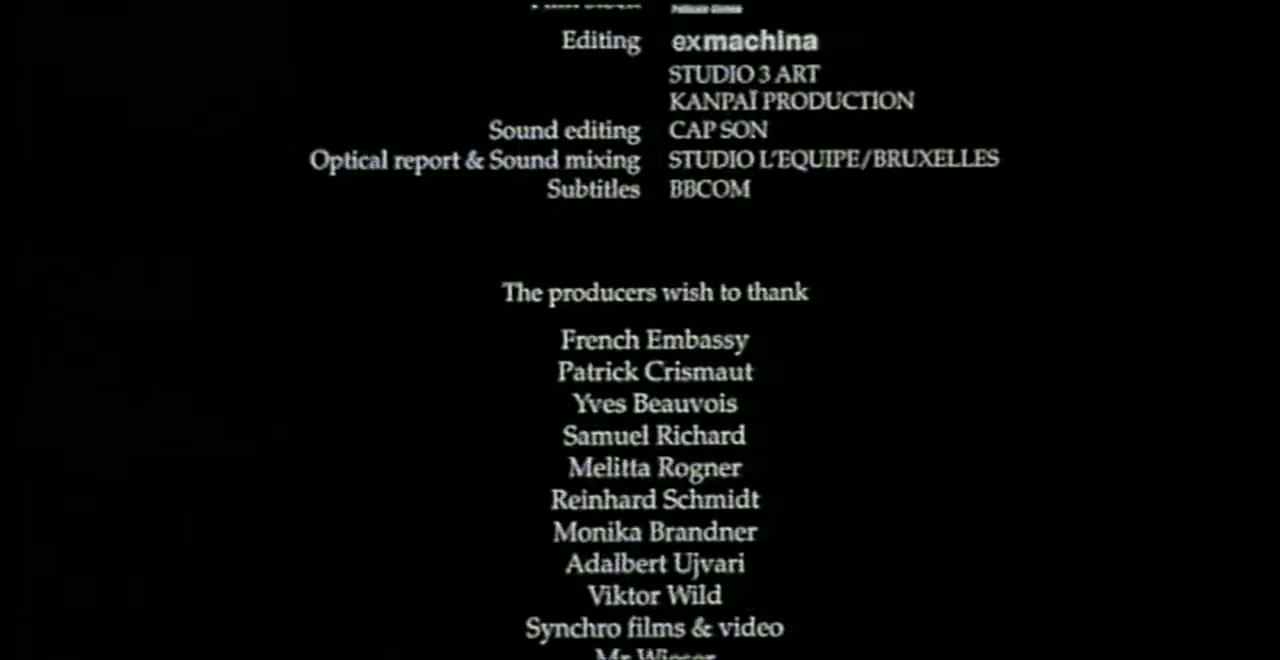 Editing exmachina
STUDIO 3 ART
KANPAÏ PRODUCTION
Sound editing CAP SON
Optical report & Sound mixing STUDIO L'EQUIPE/BRUXELLES
Subtitles BBCOM
The producers wish to thank
French Embassy
Patrick Crismaut
Yves Beauvois
Samuel Richard
Melitta Rogner
Reinhard Schmidt
Monika Brandner
Adalbert Ujvari
Viktor Wild
Synchro films & video